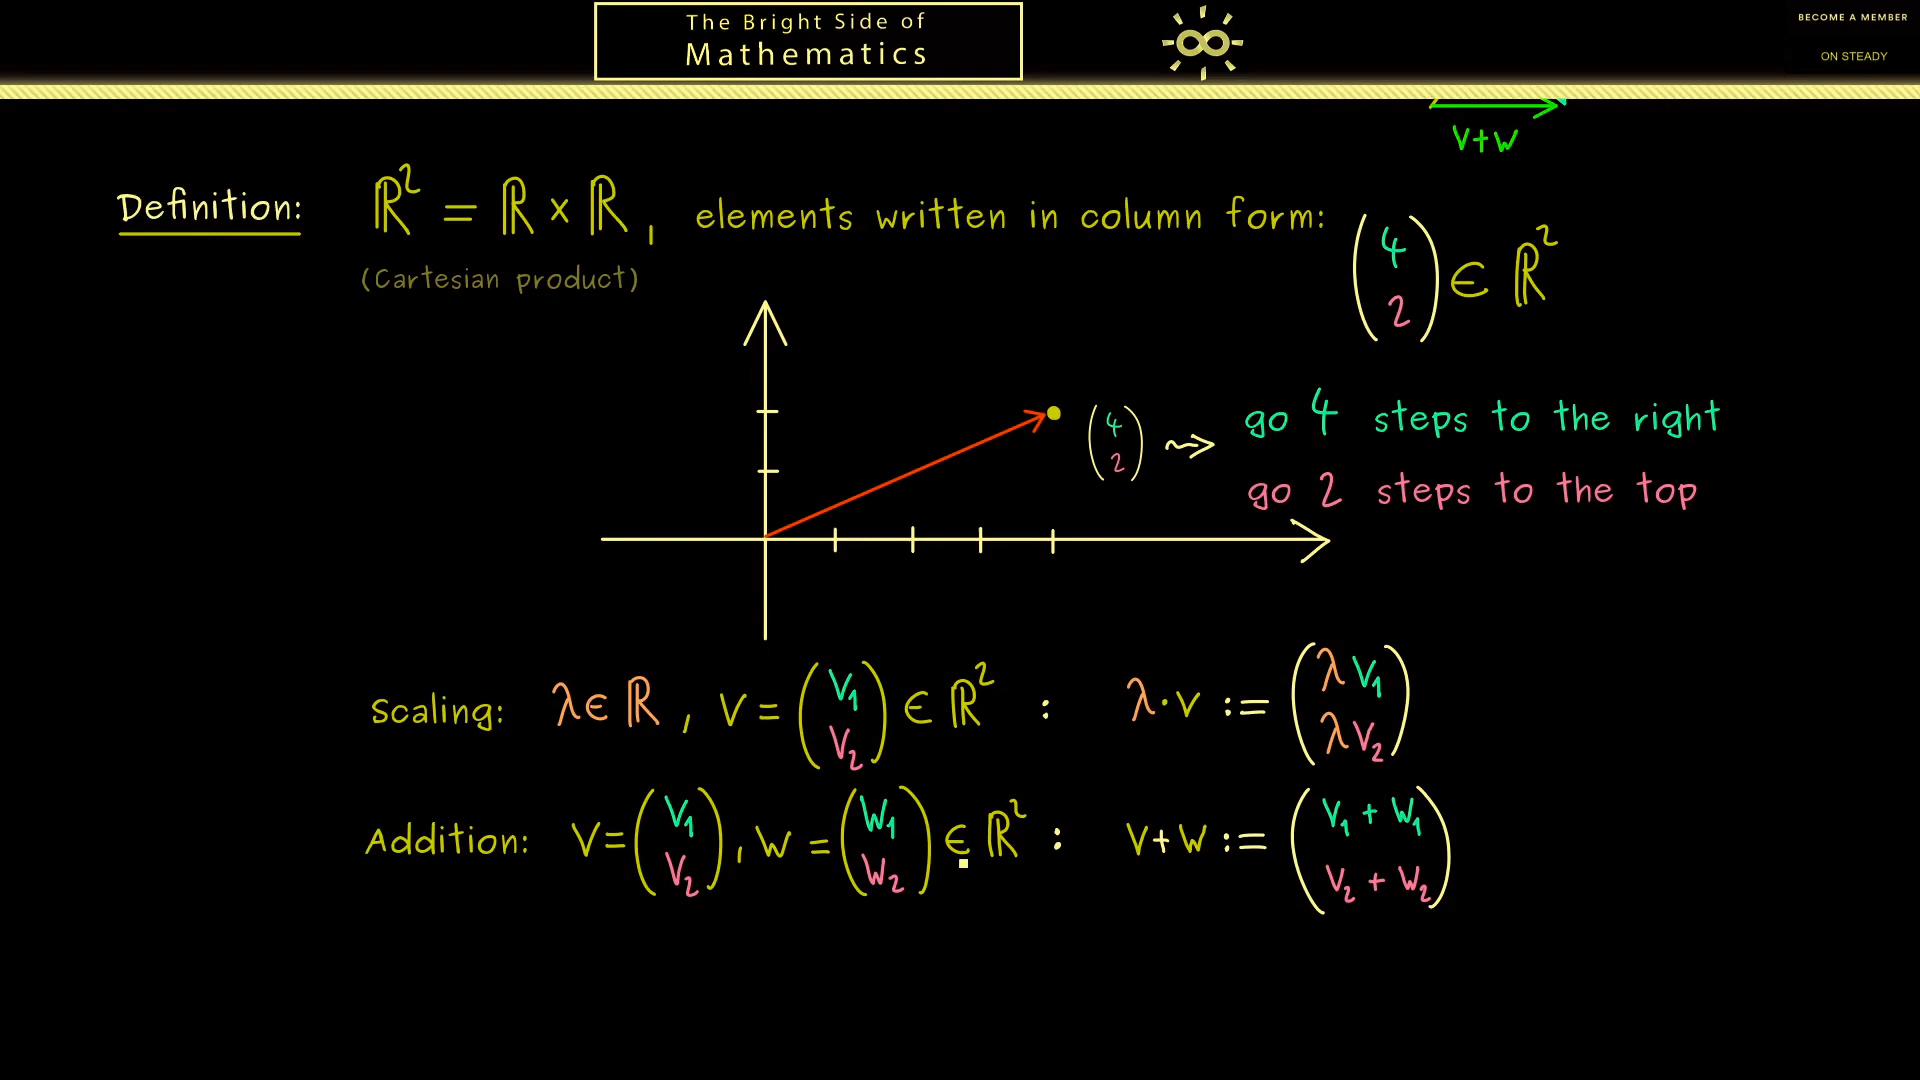 The Bright Side of
Mathematics
BECOME A MEMBER
ON STEADY
v+w
Definition: ℝ² = ℝ × ℝ, elements written in column form: (4 2) ∈ ℝ²
(Cartesian product)
(4 2) ⇝ go 4 steps to the right
go 2 steps to the top
Scaling: λ ∈ ℝ, v = (v₁ v₂) ∈ ℝ² : λ·v := (λv₁ λv₂)
Addition: v = (v₁ v₂), w = (w₁ w₂) ∈ ℝ² : v+w := (v₁ + w₁ v₂ + w₂)